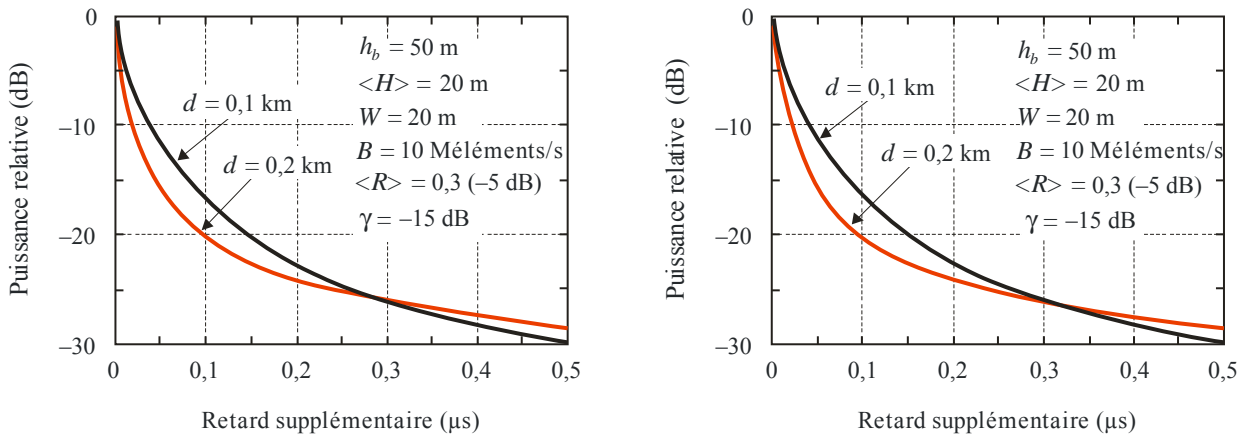 Puissance relative (dB)
0
–10
–20
–30
h_b = 50 m
<H> = 20 m
W = 20 m
B = 10 Méléments/s
<R> = 0,3 (–5 dB)
γ = –15 dB
d = 0,1 km
d = 0,2 km
0 0,1 0,2 0,3 0,4 0,5
Retard supplémentaire (µs)
Puissance relative (dB)
0
–10
–20
–30
h_b = 50 m
<H> = 20 m
W = 20 m
B = 10 Méléments/s
<R> = 0,3 (–5 dB)
γ = –15 dB
d = 0,1 km
d = 0,2 km
0 0,1 0,2 0,3 0,4 0,5
Retard supplémentaire (µs)